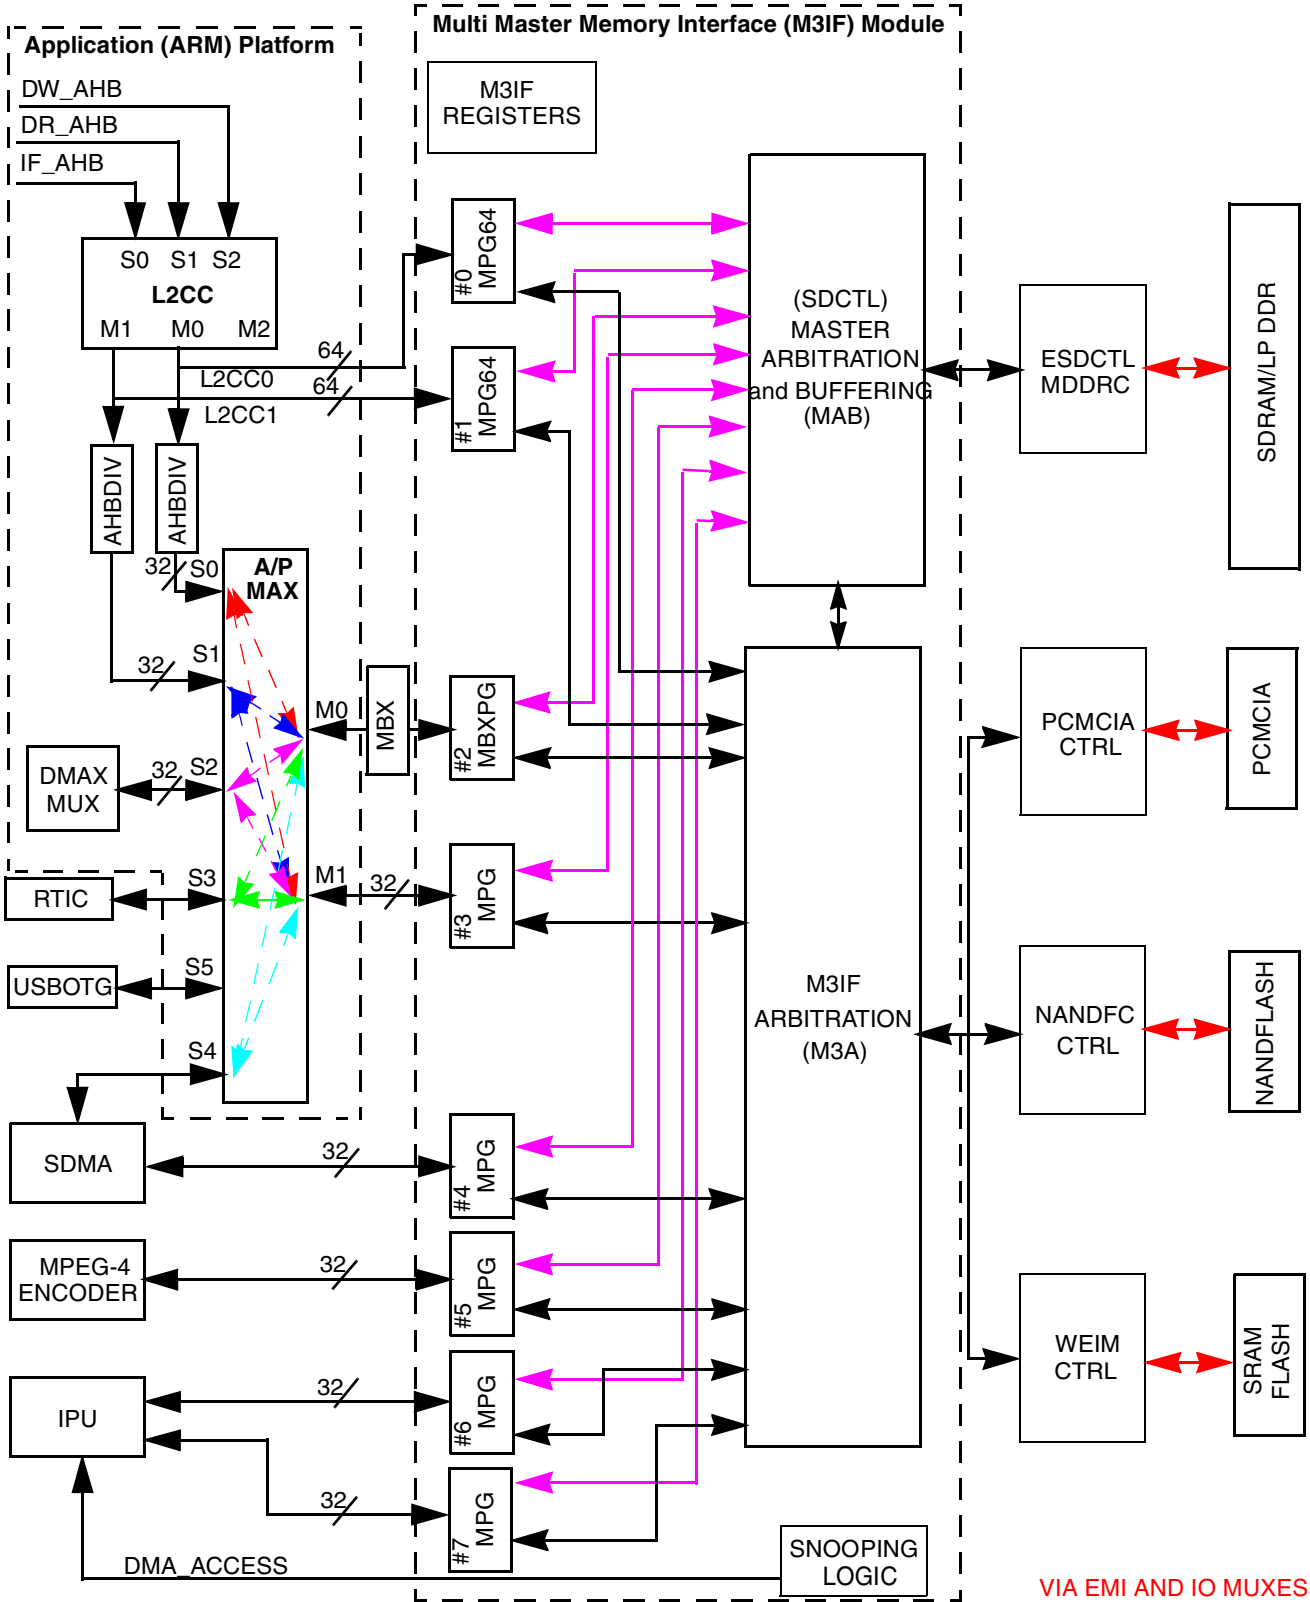 Multi Master Memory Interface (M3IF) Module
Application (ARM) Platform
DW_AHB
DR_AHB
IF_AHB
S0 S1 S2
L2CC
M1 M0 M2
64
L2CC0
64
L2CC1
AHBDIV
AHBDIV
32
S0
A/P
MAX
S1
32
M0
MBX
S2
32
DMAX
MUX
S3
RTIC
M1
32
S5
USBOTG
S4
SDMA
32
MPEG-4
ENCODER
32
IPU
32
32
DMA_ACCESS
M3IF
REGISTERS
#0
MPG64
#1
MPG64
#2
MBXPG
#3
MPG
#4
MPG
#5
MPG
#6
MPG
#7
MPG
(SDCTL)
MASTER
ARBITRATION
and BUFFERING
(MAB)
M3IF
ARBITRATION
(M3A)
SNOOPING
LOGIC
ESDCTL
MDDRC
SDRAM/LP DDR
PCMCIA
CTRL
PCMCIA
NANDFC
CTRL
NANDFLASH
WEIM
CTRL
SRAM
FLASH
VIA EMI AND IO MUXES